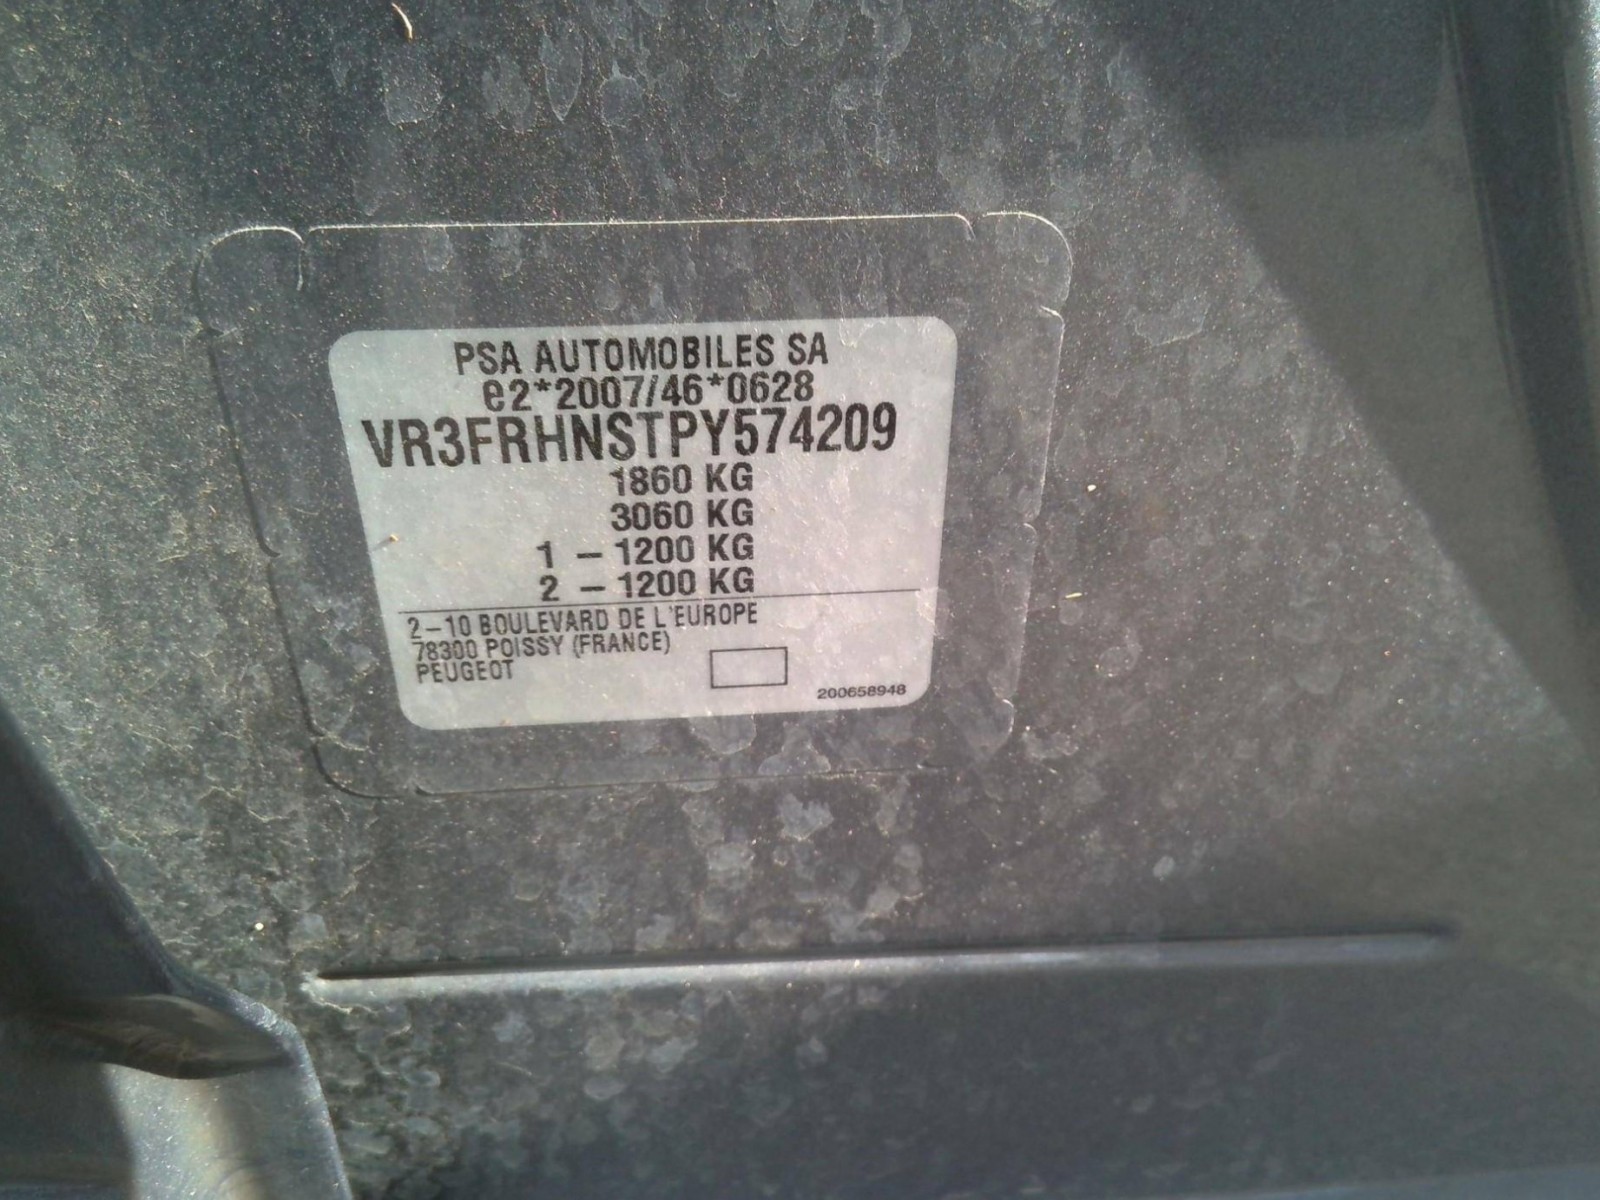 PSA AUTOMOBILES SA
e2*2007/46*0628
VR3FRHNSTPY574209
1860 KG
3060 KG
1 – 1200 KG
2 – 1200 KG
2–10 BOULEVARD DE L'EUROPE
78300 POISSY (FRANCE)
PEUGEOT
200658948